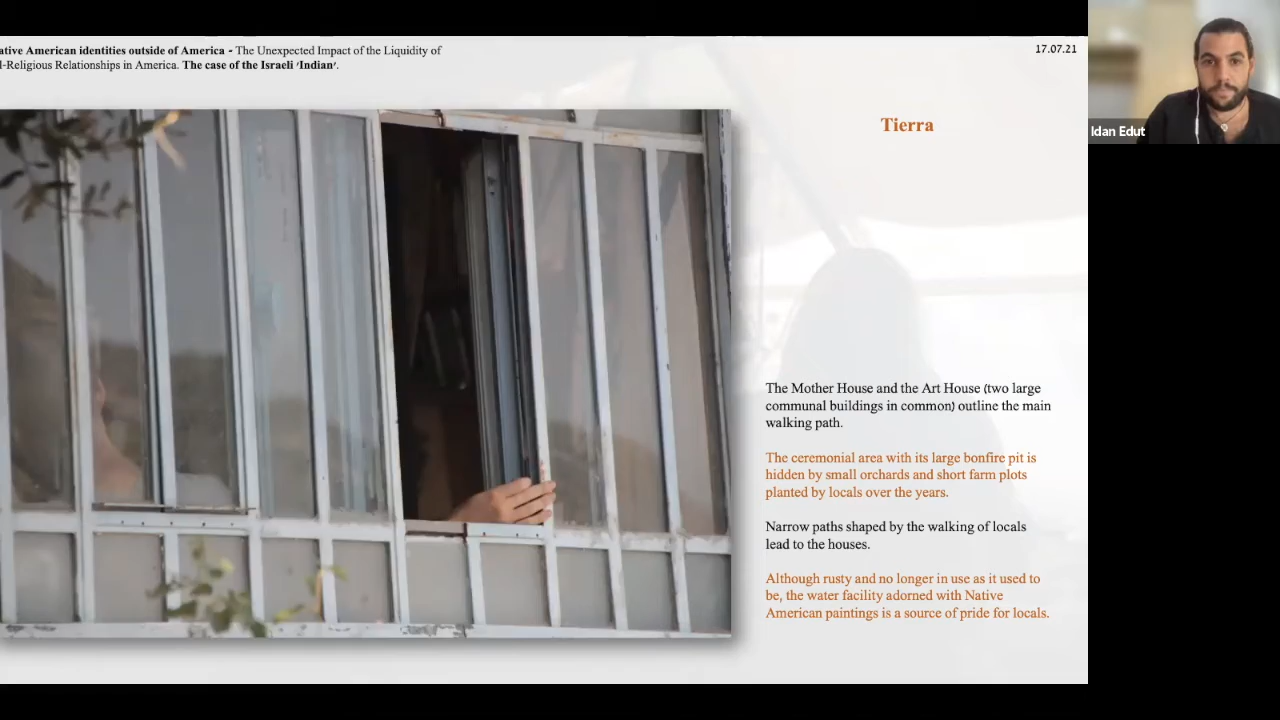 ative American identities outside of America - The Unexpected Impact of the Liquidity of
l-Religious Relationships in America. The case of the Israeli 'Indian'.
17.07.21
Idan Edut
Tierra
The Mother House and the Art House (two large
communal buildings in common) outline the main
walking path.
The ceremonial area with its large bonfire pit is
hidden by small orchards and short farm plots
planted by locals over the years.
Narrow paths shaped by the walking of locals
lead to the houses.
Although rusty and no longer in use as it used to
be, the water facility adorned with Native
American paintings is a source of pride for locals.